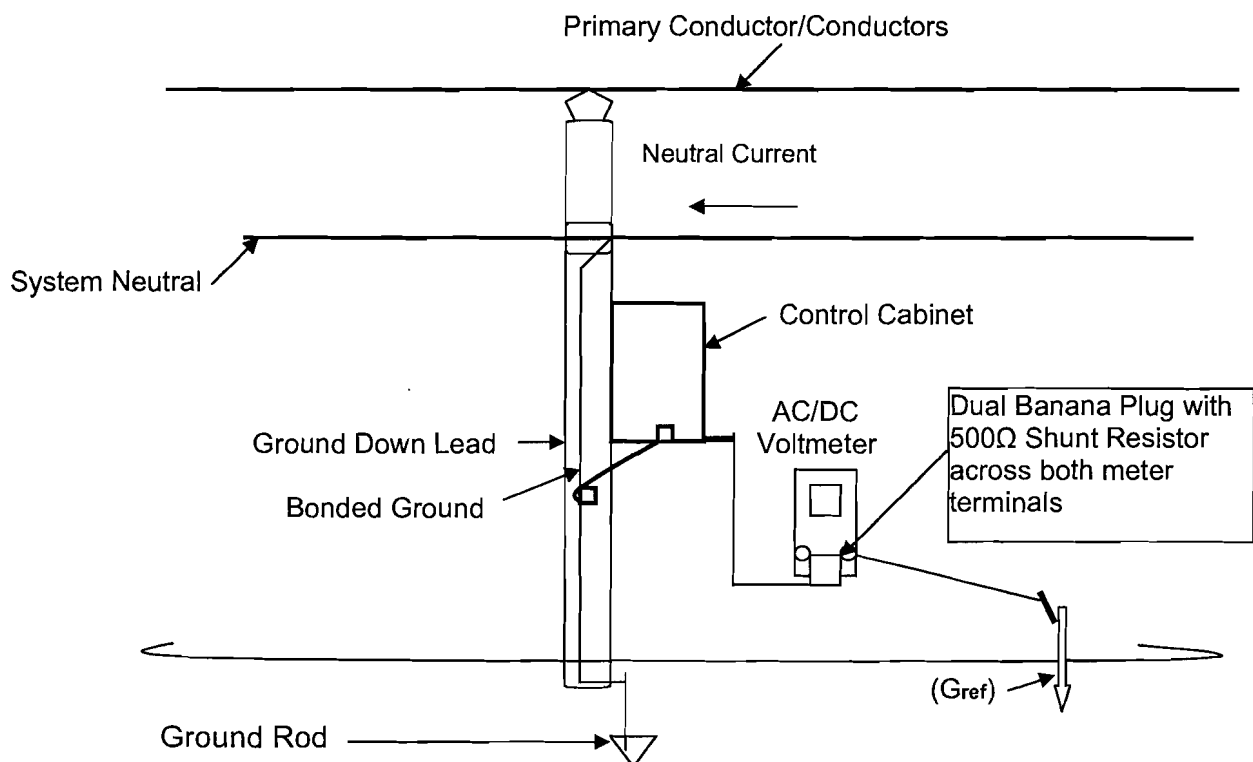 Primary Conductor/Conductors
Neutral Current
System Neutral
Control Cabinet
AC/DC
Voltmeter
Dual Banana Plug with
500Ω Shunt Resistor
across both meter
terminals
Ground Down Lead
Bonded Ground
(Gref)
Ground Rod